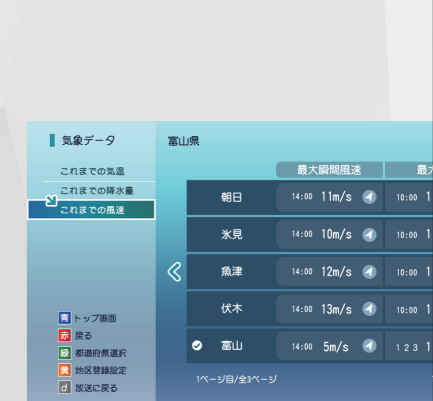 気象データ
富山県
これまでの気温
これまでの降水量
これまでの風速
最大瞬間風速
朝日 14:00 11m/s 10:00 1
氷見 14:00 10m/s 10:00 1
魚津 14:00 12m/s 10:00 1
伏木 14:00 13m/s 10:00 1
富山 14:00 5m/s 1 2 3 1
青 トップ画面
赤 戻る
緑 都道府県選択
黄 地区登録設定
d 放送に戻る
1ページ目/全3ページ